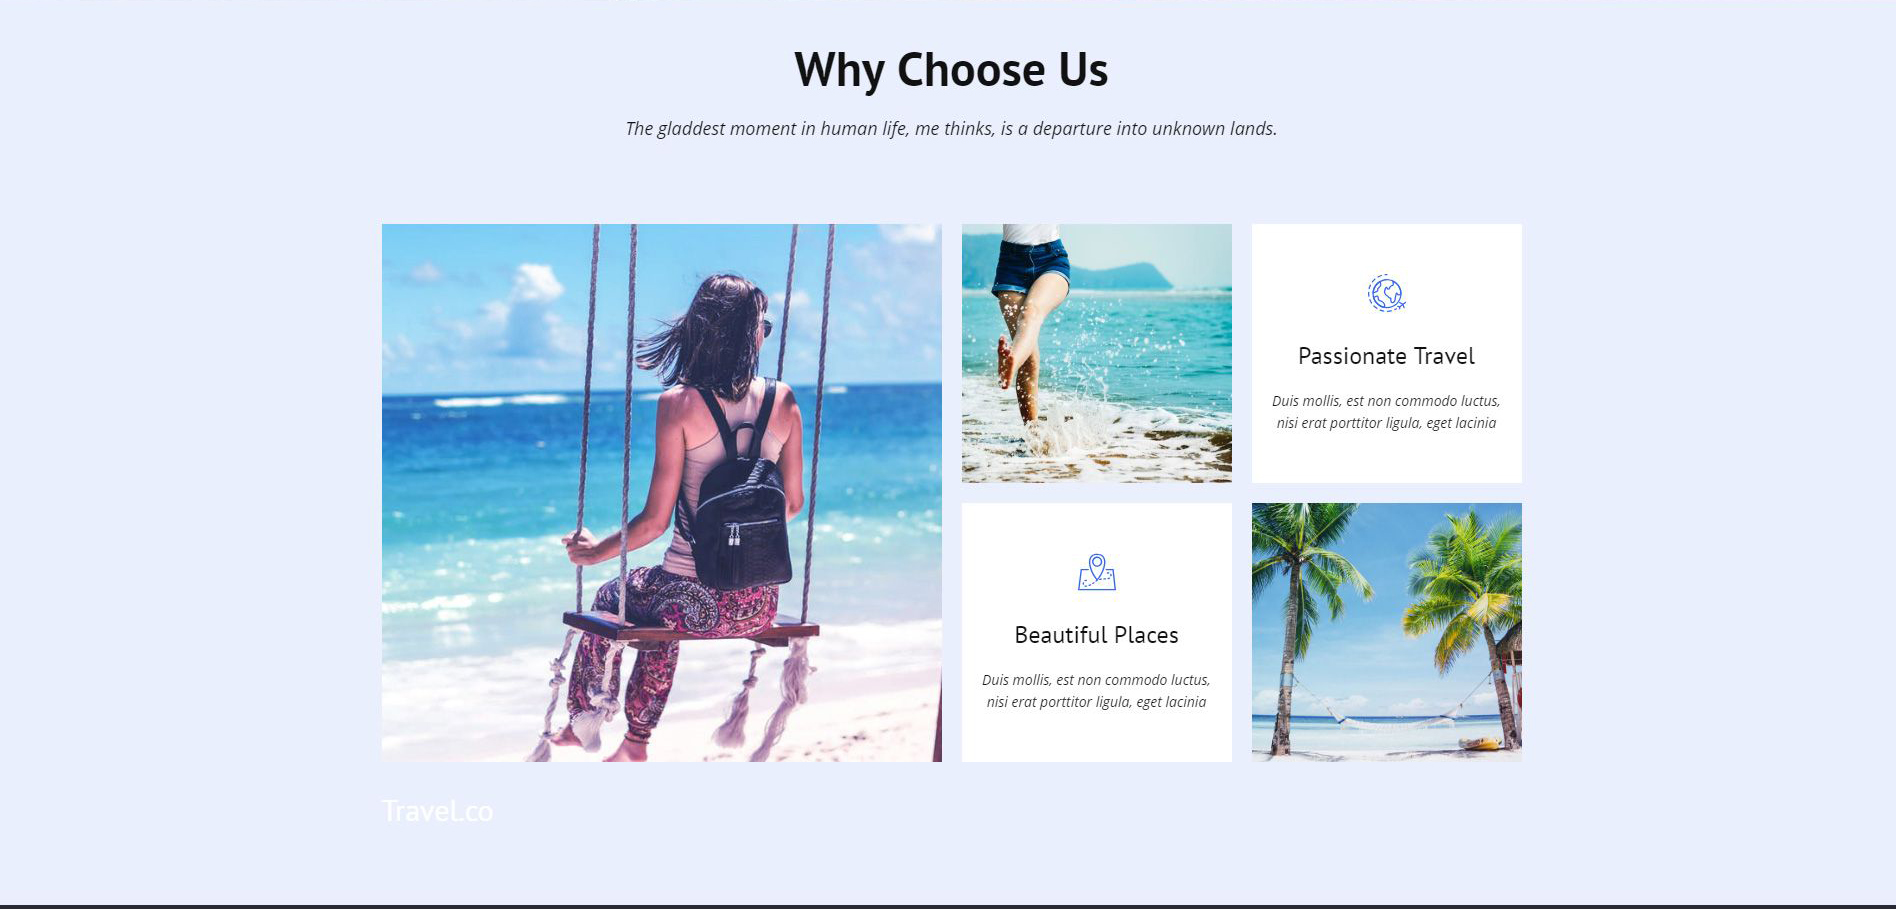 Why Choose Us
The gladdest moment in human life, me thinks, is a departure into unknown lands.
Passionate Travel
Duis mollis, est non commodo luctus,
nisi erat porttitor ligula, eget lacinia
Beautiful Places
Duis mollis, est non commodo luctus,
nisi erat porttitor ligula, eget lacinia
Travel.co